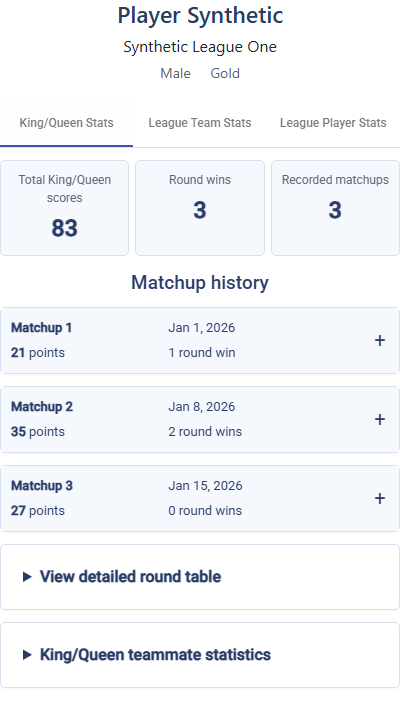 Player Synthetic
Synthetic League One
Male Gold
King/Queen Stats League Team Stats League Player Stats
Total King/Queen
scores
83
Round wins
3
Recorded matchups
3
Matchup history
Matchup 1 Jan 1, 2026
21 points 1 round win
+
Matchup 2 Jan 8, 2026
35 points 2 round wins
+
Matchup 3 Jan 15, 2026
27 points 0 round wins
+
View detailed round table
King/Queen teammate statistics